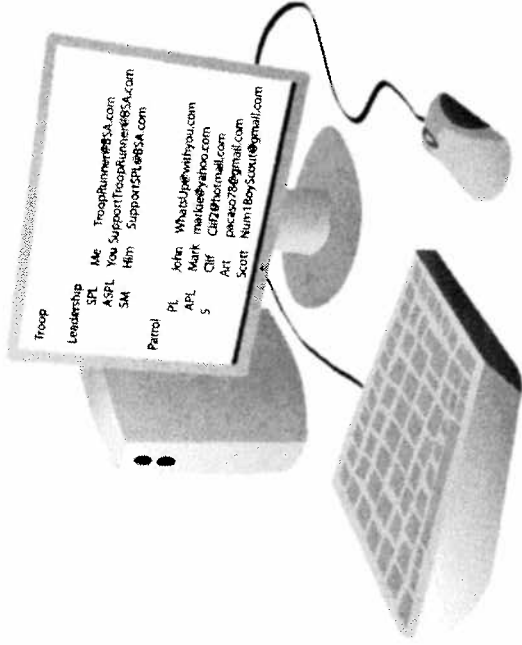 Troop
Leadership
SPL Me TroopRunner@BSA.com
ASPL You SupportTroopRunner@BSA.com
SM Him SupportSPL@BSA.com
Patrol
PL John WhatsUp@withyou.com
APL Mark markue@yahoo.com
S Clif Clif2@hotmail.com
Art pacaso78@gmail.com
Scott Num1BoyScout@gmail.com